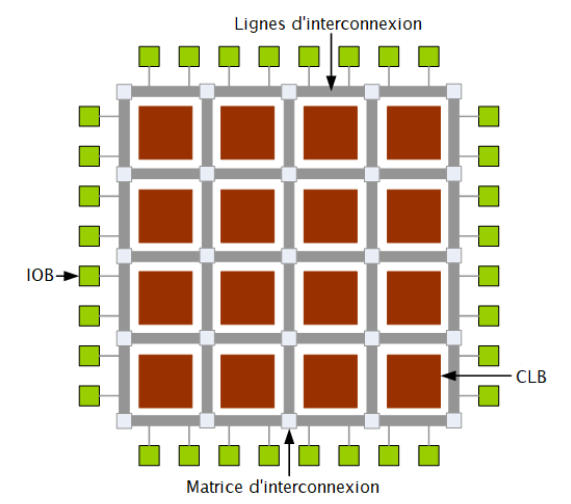 Lignes d'interconnexion
IOB
CLB
Matrice d'interconnexion